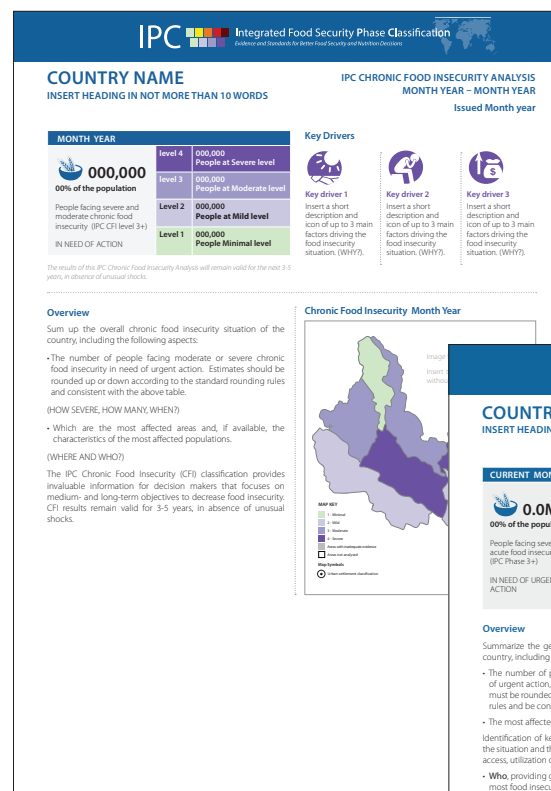 IPC Integrated Food Security Phase Classification
Evidence and Standards for Better Food Security and Nutrition Decisions
COUNTRY NAME
INSERT HEADING IN NOT MORE THAN 10 WORDS
IPC CHRONIC FOOD INSECURITY ANALYSIS
MONTH YEAR – MONTH YEAR
Issued Month year
MONTH YEAR
000,000
00% of the population
People facing severe and
moderate chronic food
insecurity (IPC CFI level 3+)
IN NEED OF ACTION
level 4 000,000
People at Severe level
level 3 000,000
People at Moderate level
Level 2 000,000
People at Mild level
Level 1 000,000
People Minimal level
The results of this IPC Chronic Food Insecurity Analysis will remain valid for the next 3-5
years, in absence of unusual shocks.
Key Drivers
Key driver 1
Insert a short
description and
icon of up to 3 main
factors driving the
food insecurity
situation. (WHY?).
Key driver 2
Insert a short
description and
icon of up to 3 main
factors driving the
food insecurity
situation. (WHY?).
$
Key driver 3
Insert a short
description and
icon of up to 3 main
factors driving the
food insecurity
situation. (WHY?).
Overview
Sum up the overall chronic food insecurity situation of the
country, including the following aspects:
• The number of people facing moderate or severe chronic
food insecurity in need of urgent action. Estimates should be
rounded up or down according to the standard rounding rules
and consistent with the above table.
(HOW SEVERE, HOW MANY, WHEN?)
• Which are the most affected areas and, if available, the
characteristics of the most affected populations.
(WHERE AND WHO?)
The IPC Chronic Food Insecurity (CFI) classification provides
invaluable information for decision makers that focuses on
medium- and long-term objectives to decrease food insecurity.
CFI results remain valid for 3-5 years, in absence of unusual
shocks.
Chronic Food Insecurity Month Year
Image
Insert
withou
MAP KEY
1 - Minimal
2 - Mild
3 - Moderate
4 - Severe
Areas with inadequate evidence
Areas not analysed
Map Symbols
Urban settlement classification
COUNTR
INSERT HEADIN
CURRENT MON
0.0M
00% of the popul
People facing seve
acute food insecur
(IPC Phase 3+)
IN NEED OF URGE
ACTION
Overview
Summarize the ge
country, including
• The number of p
of urgent action,
must be rounded
rules and be con
• The most affecte
Identification of ke
the situation and th
access, utilization o
• Who, providing g
most food insecu